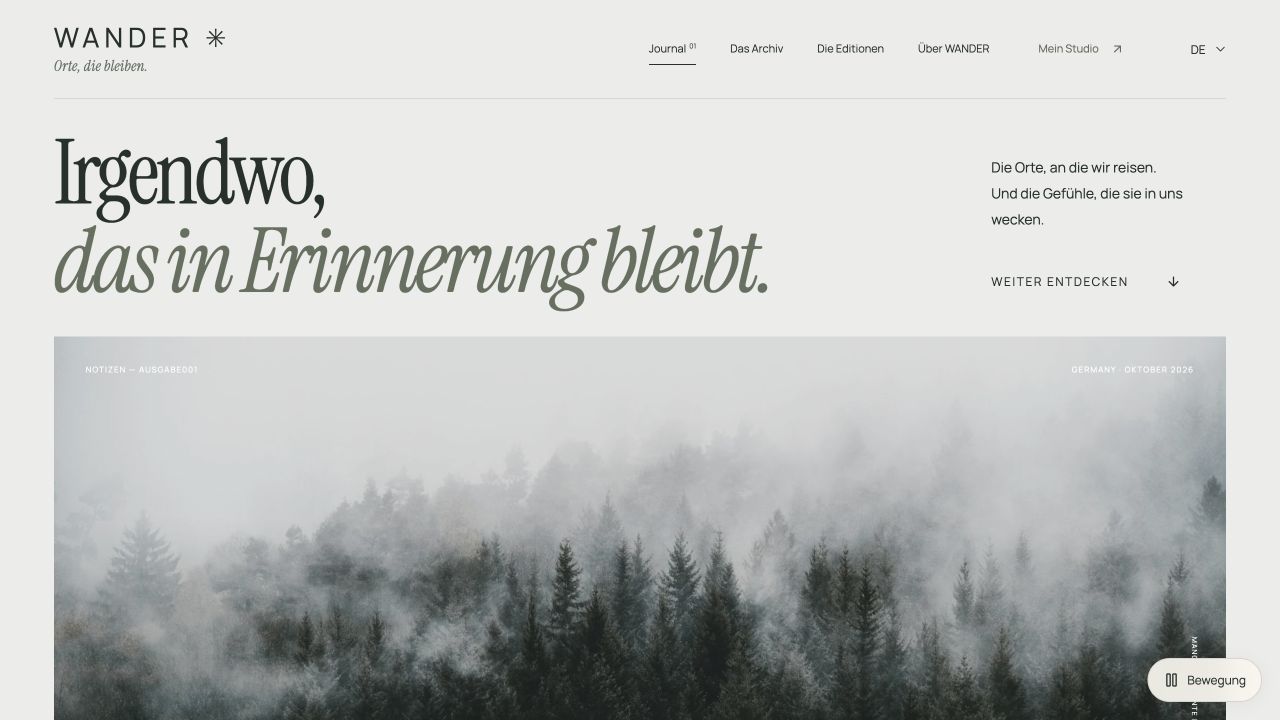 WANDER
Orte, die bleiben.
Journal 01
Das Archiv
Die Editionen
Über WANDER
Mein Studio
DE
Irgendwo,
das in Erinnerung bleibt.
Die Orte, an die wir reisen.
Und die Gefühle, die sie in uns
wecken.
WEITER ENTDECKEN
NOTIZEN — AUSGABE001
GERMANY · OKTOBER 2026
Bewegung